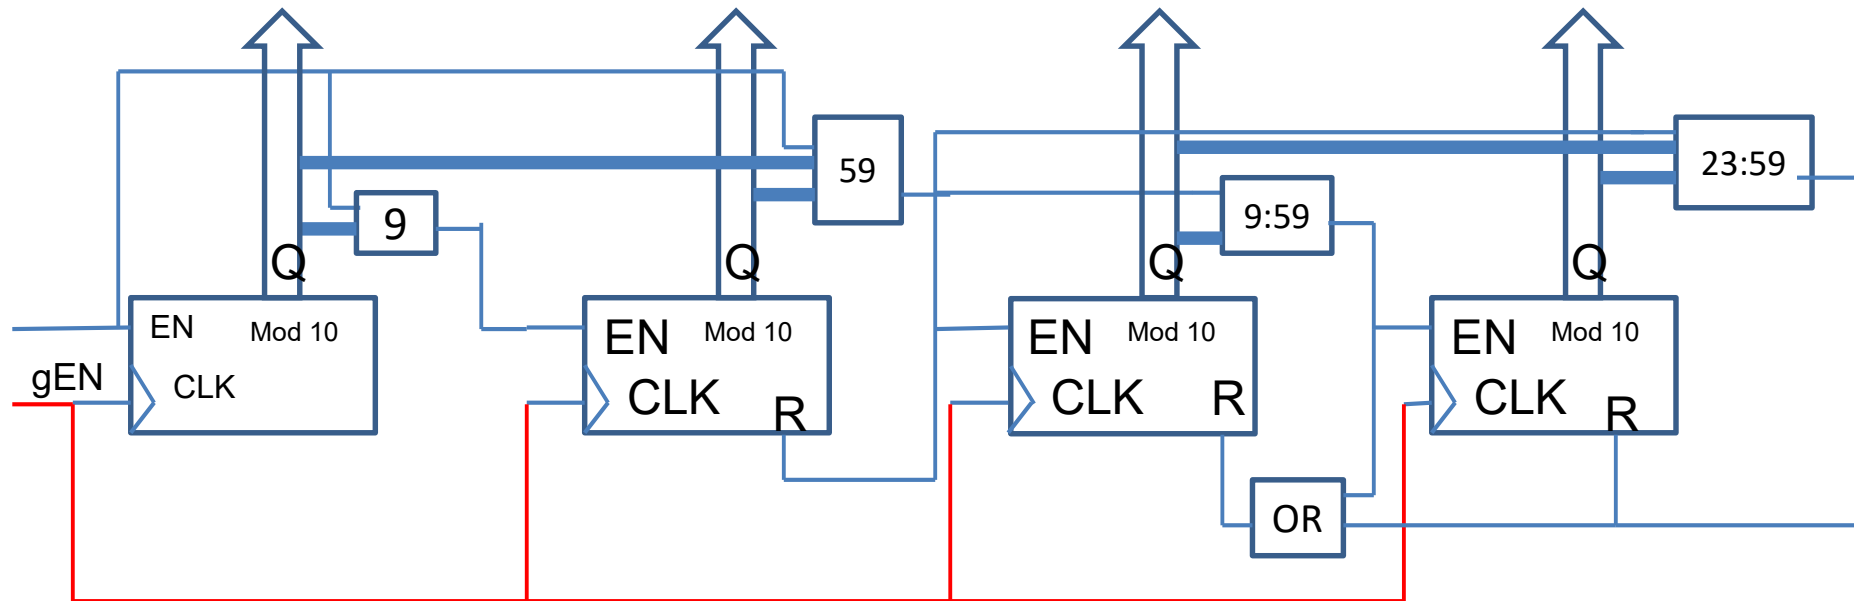 59
23:59
9
9:59
Q
Q
Q
Q
EN Mod 10
EN Mod 10
EN Mod 10
EN Mod 10
gEN
CLK
CLK R
CLK R
CLK R
OR